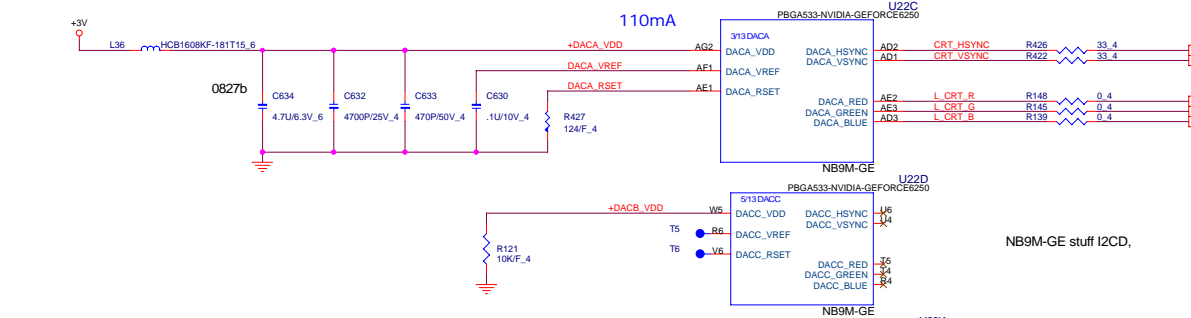 U22C
PBGA533-NVIDIA-GEFORCE6250
110mA
+3V
L36 HCB1608KF-181T15_6
+DACA_VDD
DACA_VREF
DACA_RSET
AG2
AF1
AE1
3/13 DACA
DACA_VDD
DACA_VREF
DACA_RSET
DACA_HSYNC
DACA_VSYNC
DACA_RED
DACA_GREEN
DACA_BLUE
AD2 CRT_HSYNC R426 33_4
AD1 CRT_VSYNC R422 33_4
AE2 L_CRT_R R148 0_4
AE3 L_CRT_G R145 0_4
AD3 L_CRT_B R139 0_4
0827b
C634
4.7U/6.3V_6
C632
4700P/25V_4
C633
470P/50V_4
C630
.1U/10V_4
R427
124/F_4
NB9M-GE
U22D
PBGA533-NVIDIA-GEFORCE6250
+DACB_VDD
W5
T5 R6
T6 V6
R121
10K/F_4
5/13 DACC
DACC_VDD
DACC_VREF
DACC_RSET
DACC_HSYNC U6
DACC_VSYNC U4
DACC_RED T5
DACC_GREEN T4
DACC_BLUE R4
NB9M-GE
NB9M-GE stuff I2CD,